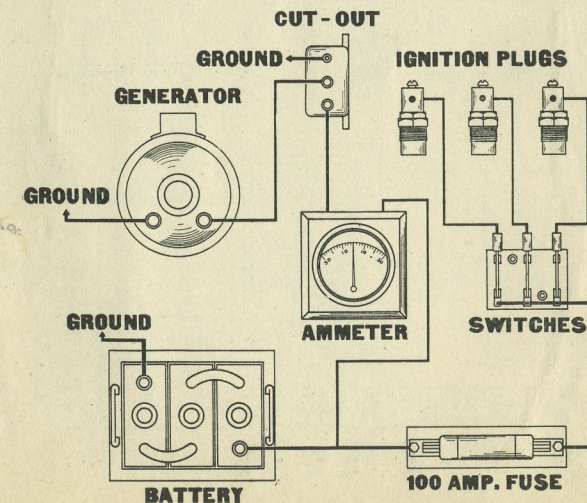 CUT-OUT
GROUND
IGNITION PLUGS
GENERATOR
GROUND
GROUND
AMMETER
SWITCHES
BATTERY
100 AMP. FUSE